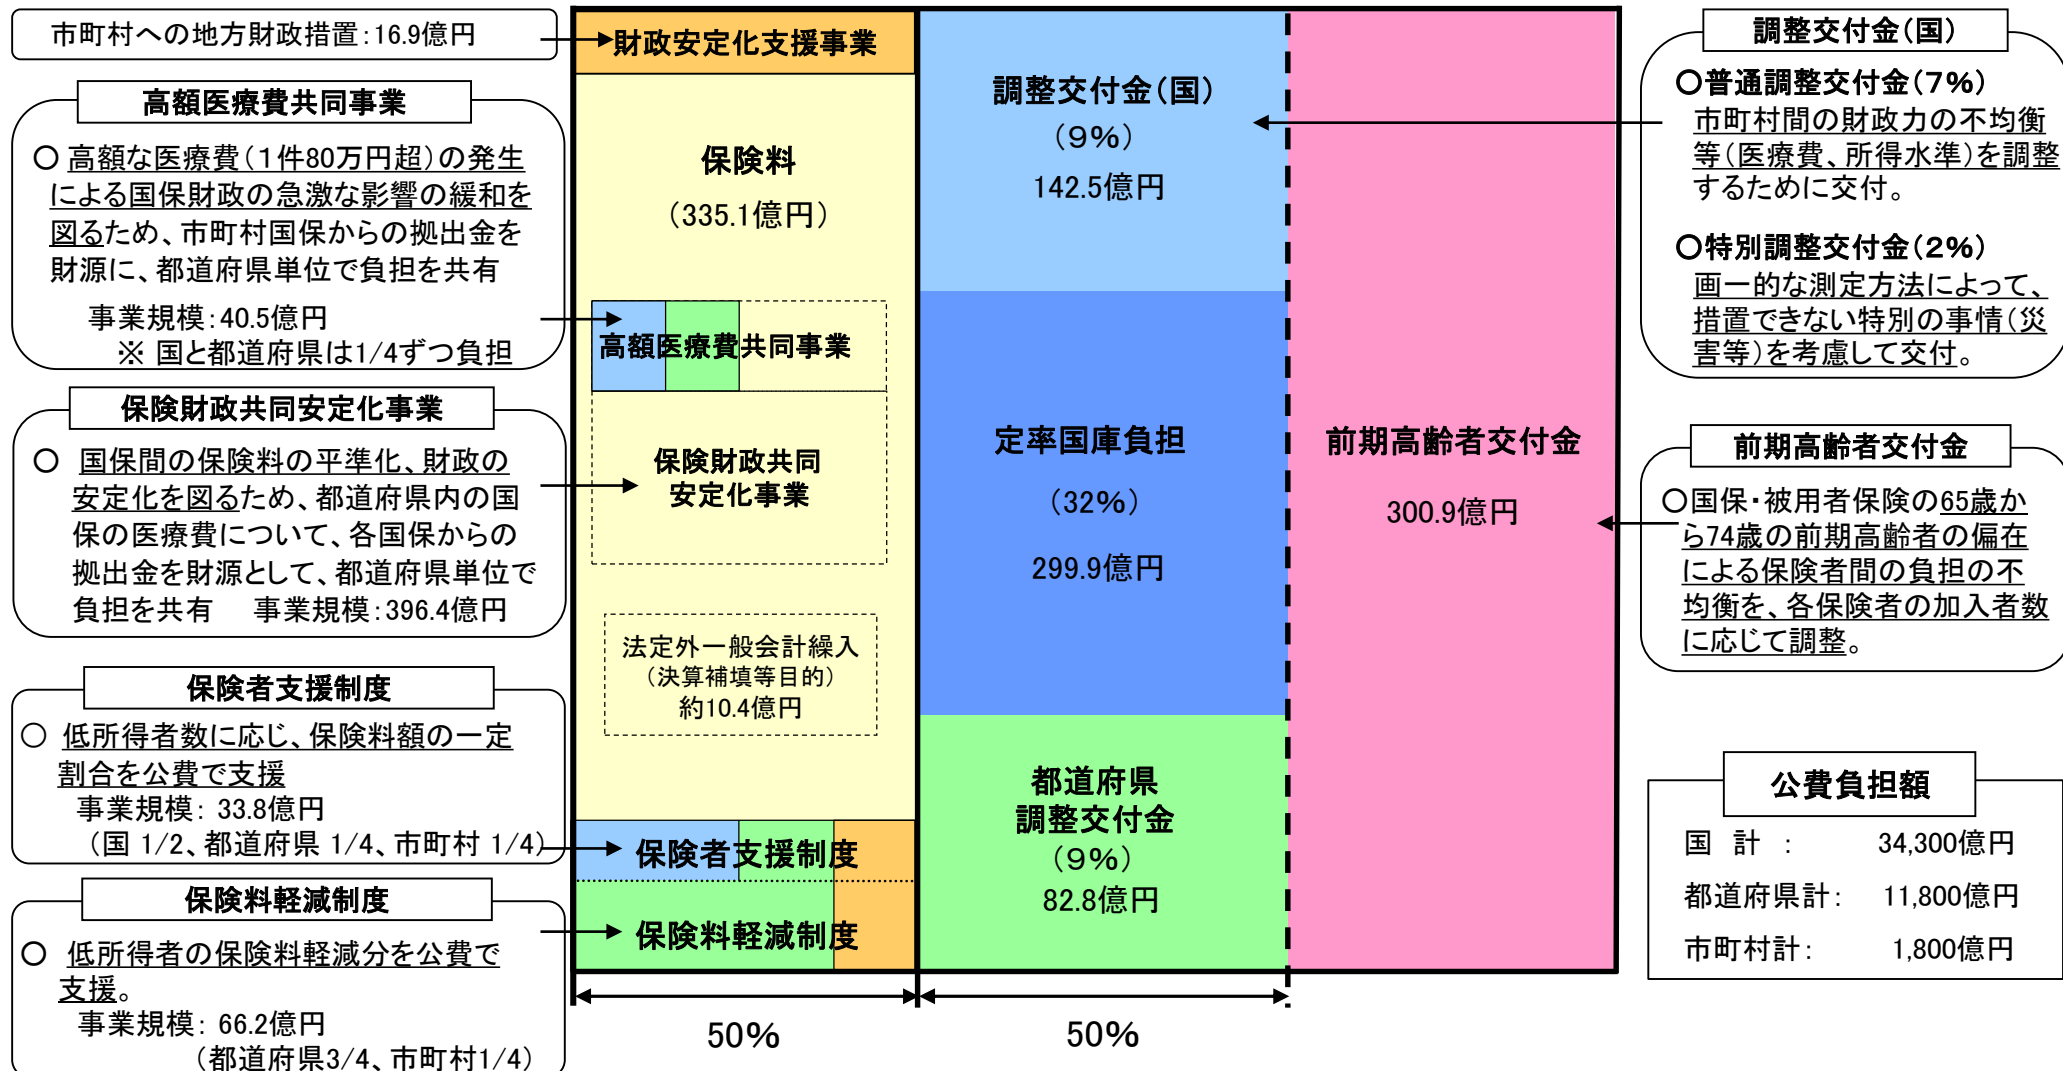 市町村への地方財政措置：16.9億円
高額医療費共同事業
○ 高額な医療費（１件80万円超）の発生
による国保財政の急激な影響の緩和を
図るため、市町村国保からの拠出金を
財源に、都道府県単位で負担を共有
事業規模：40.5億円
※ 国と都道府県は1/4ずつ負担
保険財政共同安定化事業
○ 国保間の保険料の平準化、財政の
安定化を図るため、都道府県内の国
保の医療費について、各国保からの
拠出金を財源として、都道府県単位で
負担を共有　事業規模：396.4億円
保険者支援制度
○ 低所得者数に応じ、保険料額の一定
割合を公費で支援
事業規模： 33.8億円
（国 1/2、都道府県 1/4、市町村 1/4）
保険料軽減制度
○ 低所得者の保険料軽減分を公費で
支援。
事業規模： 66.2億円
（都道府県3/4、市町村1/4）
財政安定化支援事業
保険料
（335.1億円）
高額医療費共同事業
保険財政共同
安定化事業
法定外一般会計繰入
（決算補填等目的）
約10.4億円
保険者支援制度
保険料軽減制度
50%
調整交付金（国）
（９%）
142.5億円
定率国庫負担
（32%）
299.9億円
都道府県
調整交付金
（９%）
82.8億円
50%
前期高齢者交付金
300.9億円
調整交付金（国）
○普通調整交付金（７%）
市町村間の財政力の不均衡
等（医療費、所得水準）を調整
するために交付。
○特別調整交付金（２%）
画一的な測定方法によって、
措置できない特別の事情（災
害等）を考慮して交付。
前期高齢者交付金
○国保・被用者保険の65歳か
ら74歳の前期高齢者の偏在
による保険者間の負担の不
均衡を、各保険者の加入者数
に応じて調整。
公費負担額
国　計　： 34,300億円
都道府県計： 11,800億円
市町村計： 1,800億円